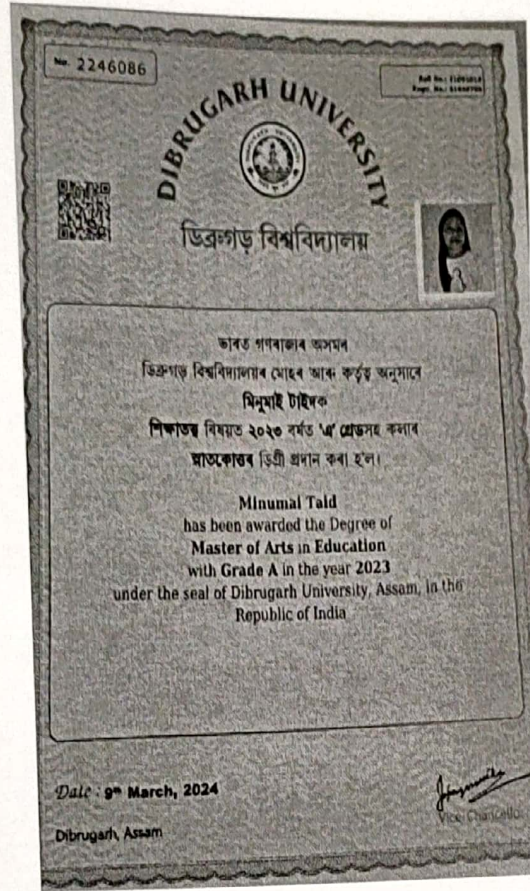 No. 2246086
DIBRUGARH UNIVERSITY
ডিব্ৰুগড় বিশ্ববিদ্যালয়
ভাৰত গণৰাজ্যৰ অসমৰ
ডিব্ৰুগড় বিশ্ববিদ্যালয়ৰ মোহৰ আৰু কৰ্তৃত্ব অনুসাৰে
মিনুমাই টাইদক
শিক্ষাতত্ত্ব বিষয়ত ২০২৩ বৰ্ষত 'এ' গ্ৰেডসহ কলাৰ
স্নাতকোত্তৰ ডিগ্ৰী প্ৰদান কৰা হ'ল।
Minumai Taid
has been awarded the Degree of
Master of Arts in Education
with Grade A in the year 2023
under the seal of Dibrugarh University, Assam, in the
Republic of India
Date : 9th March, 2024
Vice Chancellor
Dibrugarh, Assam